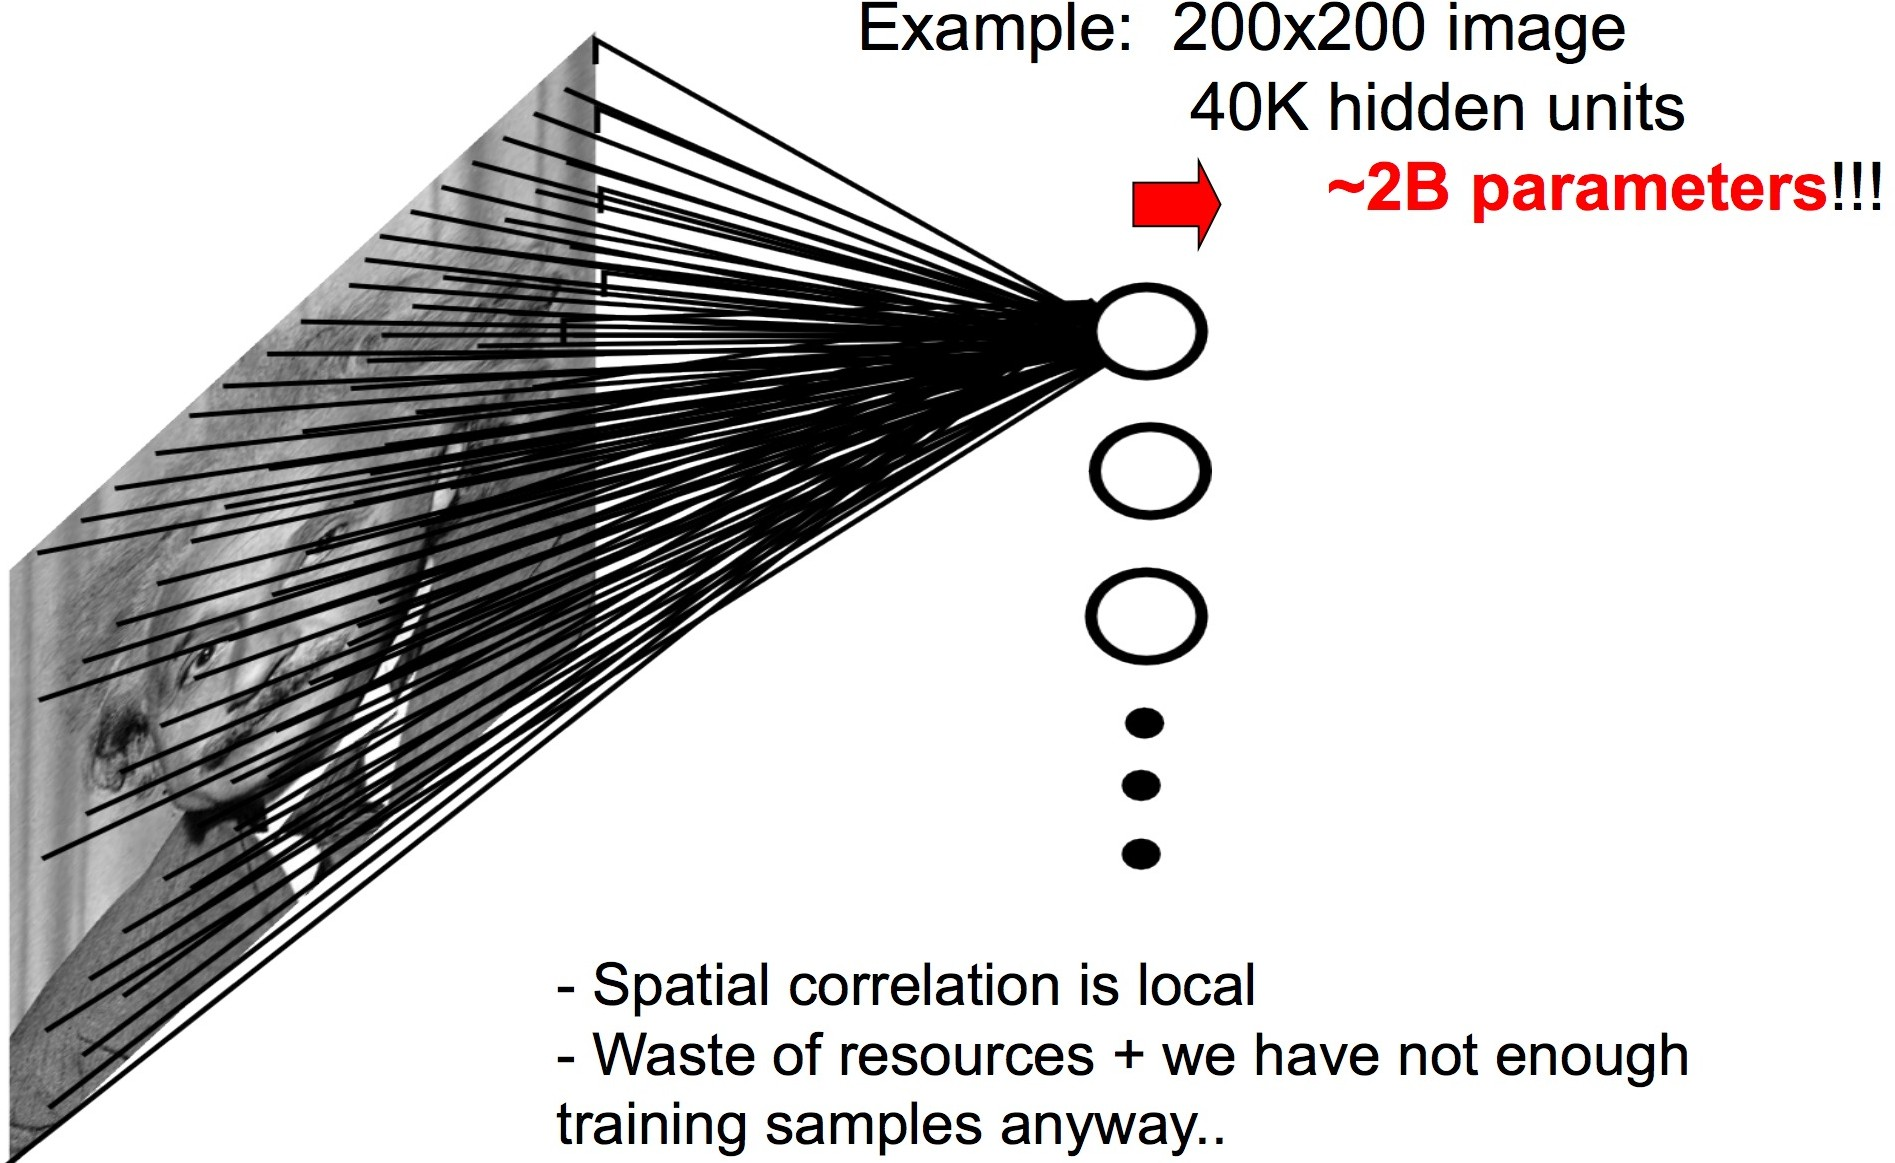 Example: 200x200 image
40K hidden units
~2B parameters!!!
- Spatial correlation is local
- Waste of resources + we have not enough
training samples anyway..